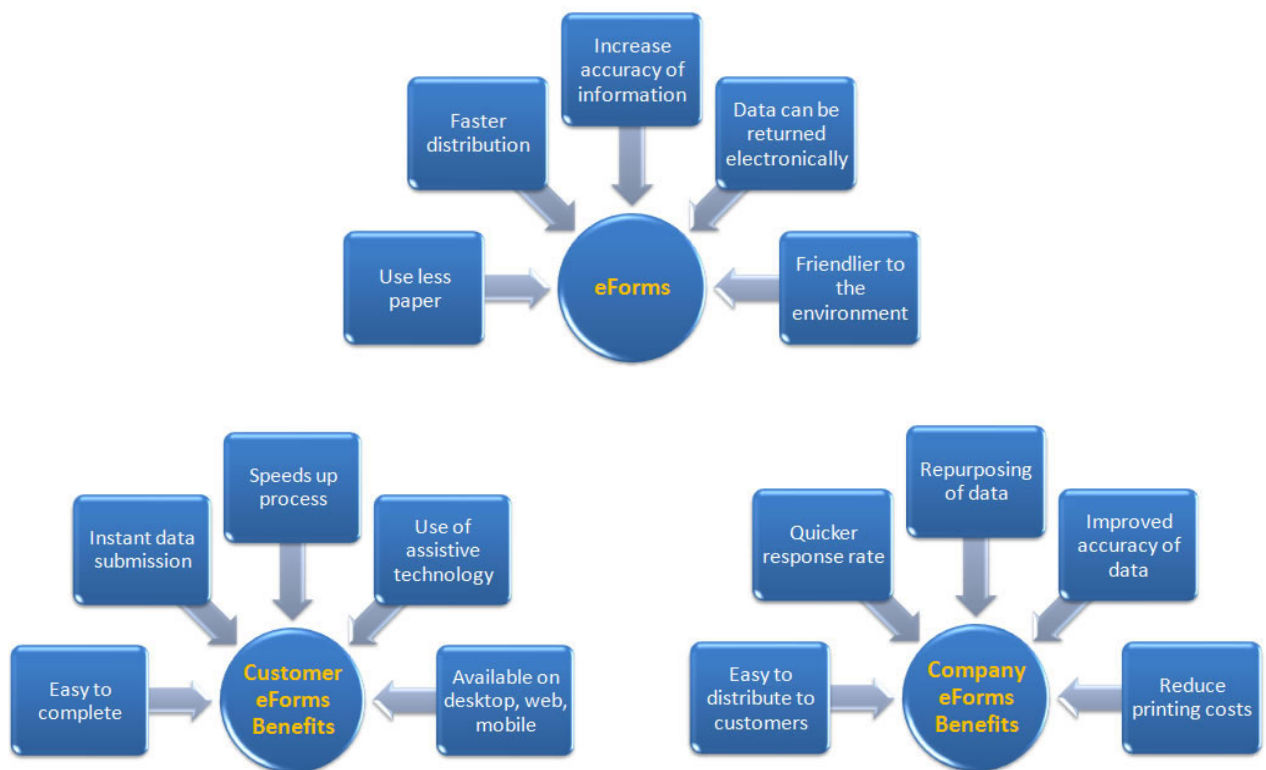 Increase
accuracy of
information
Faster
distribution
Data can be
returned
electronically
Use less
paper
eForms
Friendlier to
the
environment
Speeds up
process
Instant data
submission
Use of
assistive
technology
Easy to
complete
Customer
eForms
Benefits
Available on
desktop, web,
mobile
Repurposing
of data
Quicker
response rate
Improved
accuracy of
data
Easy to
distribute to
customers
Company
eForms
Benefits
Reduce
printing costs